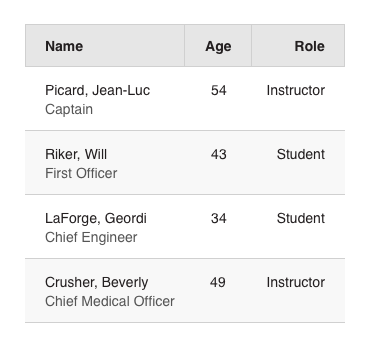 Name Age Role
Picard, Jean-Luc 54 Instructor
Captain
Riker, Will 43 Student
First Officer
LaForge, Geordi 34 Student
Chief Engineer
Crusher, Beverly 49 Instructor
Chief Medical Officer